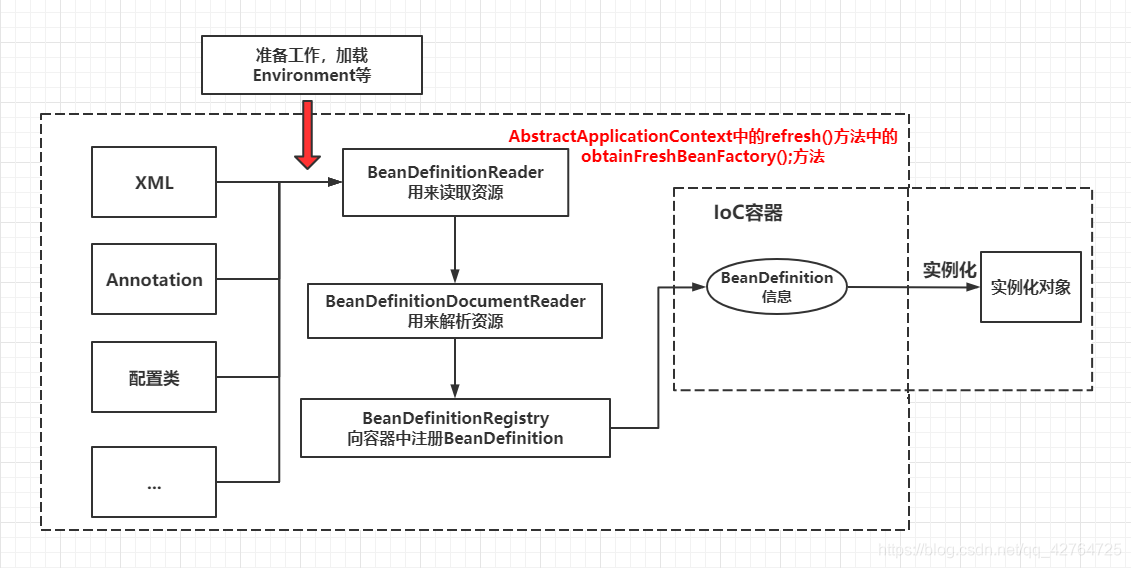 准备工作，加载
Environment等
AbstractApplicationContext中的refresh()方法中的
obtainFreshBeanFactory();方法
XML
Annotation
配置类
...
BeanDefinitionReader
用来读取资源
BeanDefinitionDocumentReader
用来解析资源
BeanDefinitionRegistry
向容器中注册BeanDefinition
IoC容器
BeanDefinition
信息
实例化
实例化对象
https://blog.csdn.net/qq_42764725